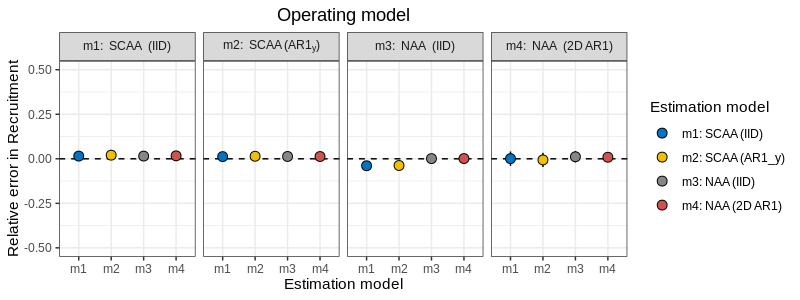 Operating model
m1: SCAA (IID)
m2: SCAA (AR1y)
m3: NAA (IID)
m4: NAA (2D AR1)
Relative error in Recruitment
0.50
0.25
0.00
-0.25
-0.50
m1 m2 m3 m4
m1 m2 m3 m4
m1 m2 m3 m4
m1 m2 m3 m4
Estimation model
Estimation model
m1: SCAA (IID)
m2: SCAA (AR1_y)
m3: NAA (IID)
m4: NAA (2D AR1)